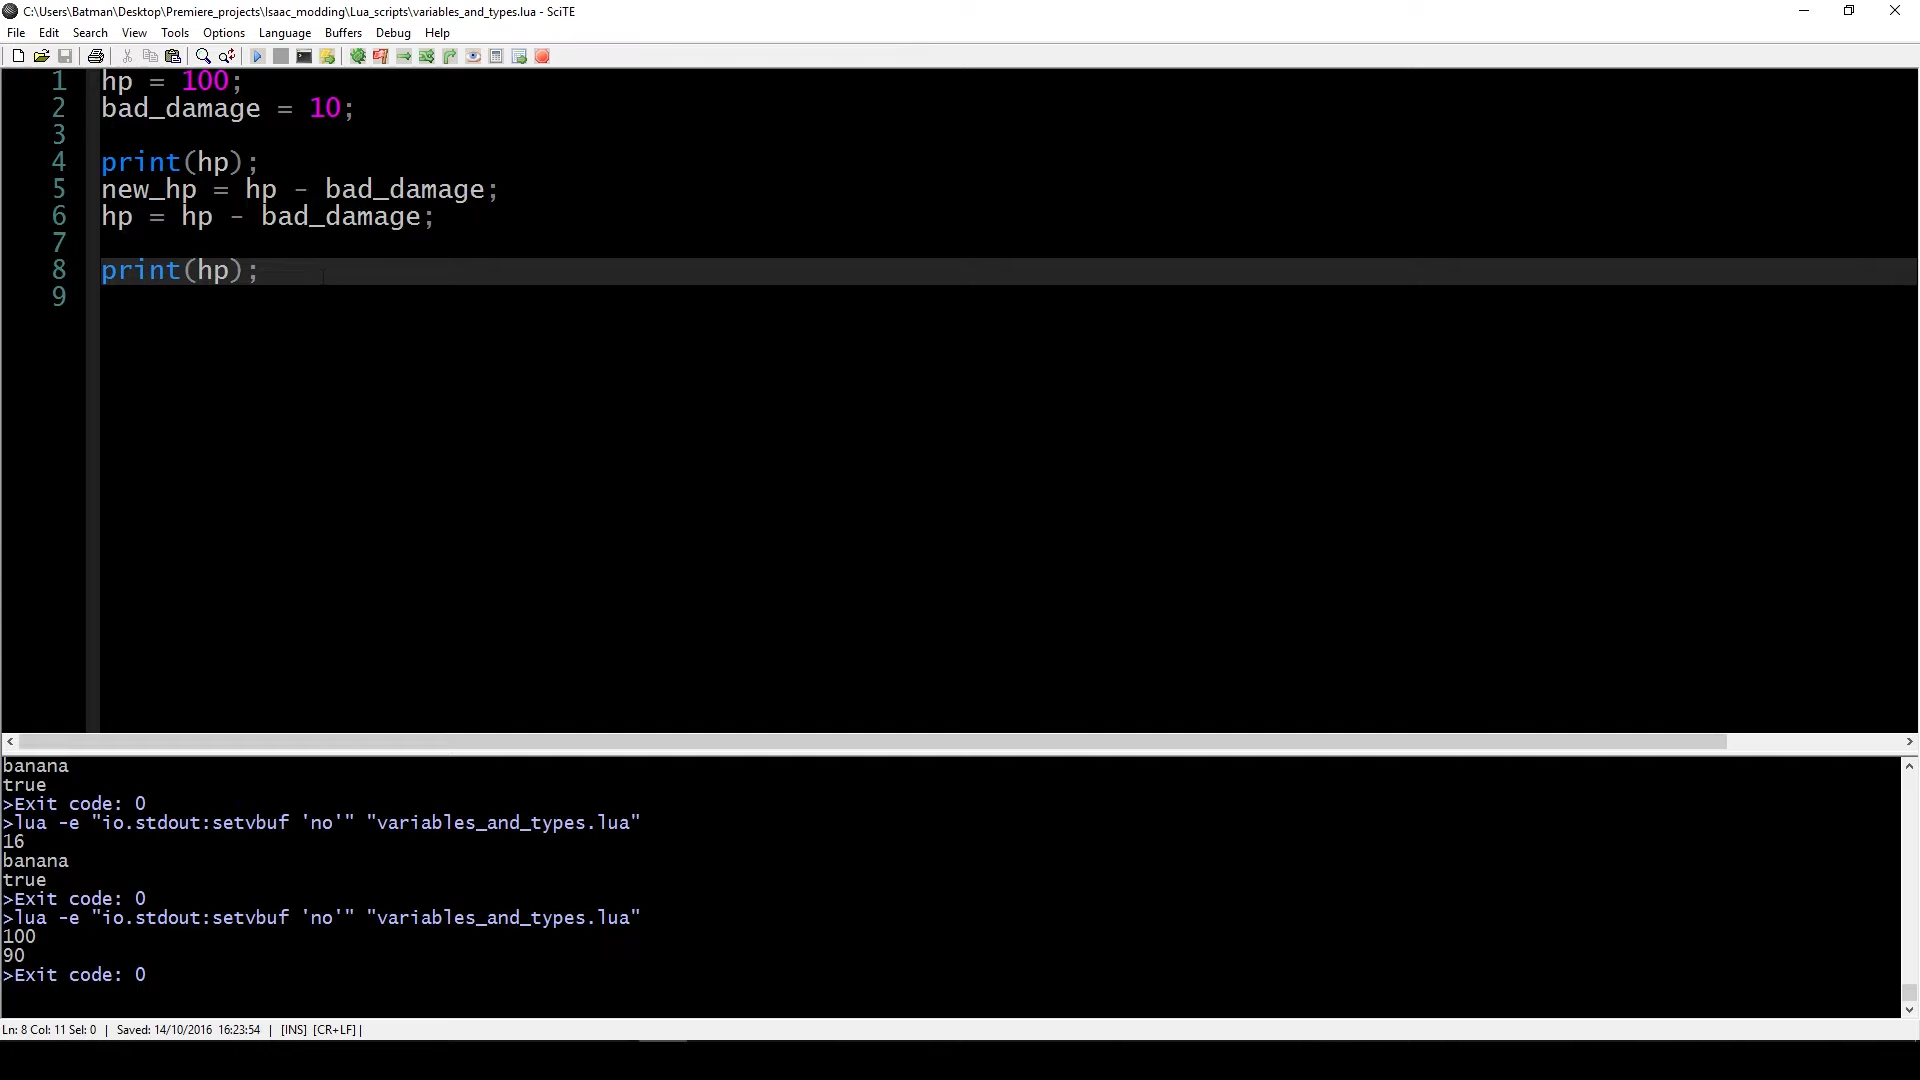 C:\Users\Batman\Desktop\Premiere_projects\Isaac_modding\Lua_scripts\variables_and_types.lua - SciTE
File Edit Search View Tools Options Language Buffers Debug Help
1 hp = 100;
2 bad_damage = 10;
3
4 print(hp);
5 new_hp = hp - bad_damage;
6 hp = hp - bad_damage;
7
8 print(hp);
9
banana
true
>Exit code: 0
>lua -e "io.stdout:setvbuf 'no'" "variables_and_types.lua"
16
banana
true
>Exit code: 0
>lua -e "io.stdout:setvbuf 'no'" "variables_and_types.lua"
100
90
>Exit code: 0
Ln: 8 Col: 11 Sel: 0 | Saved: 14/10/2016 16:23:54 | [INS] [CR+LF] |